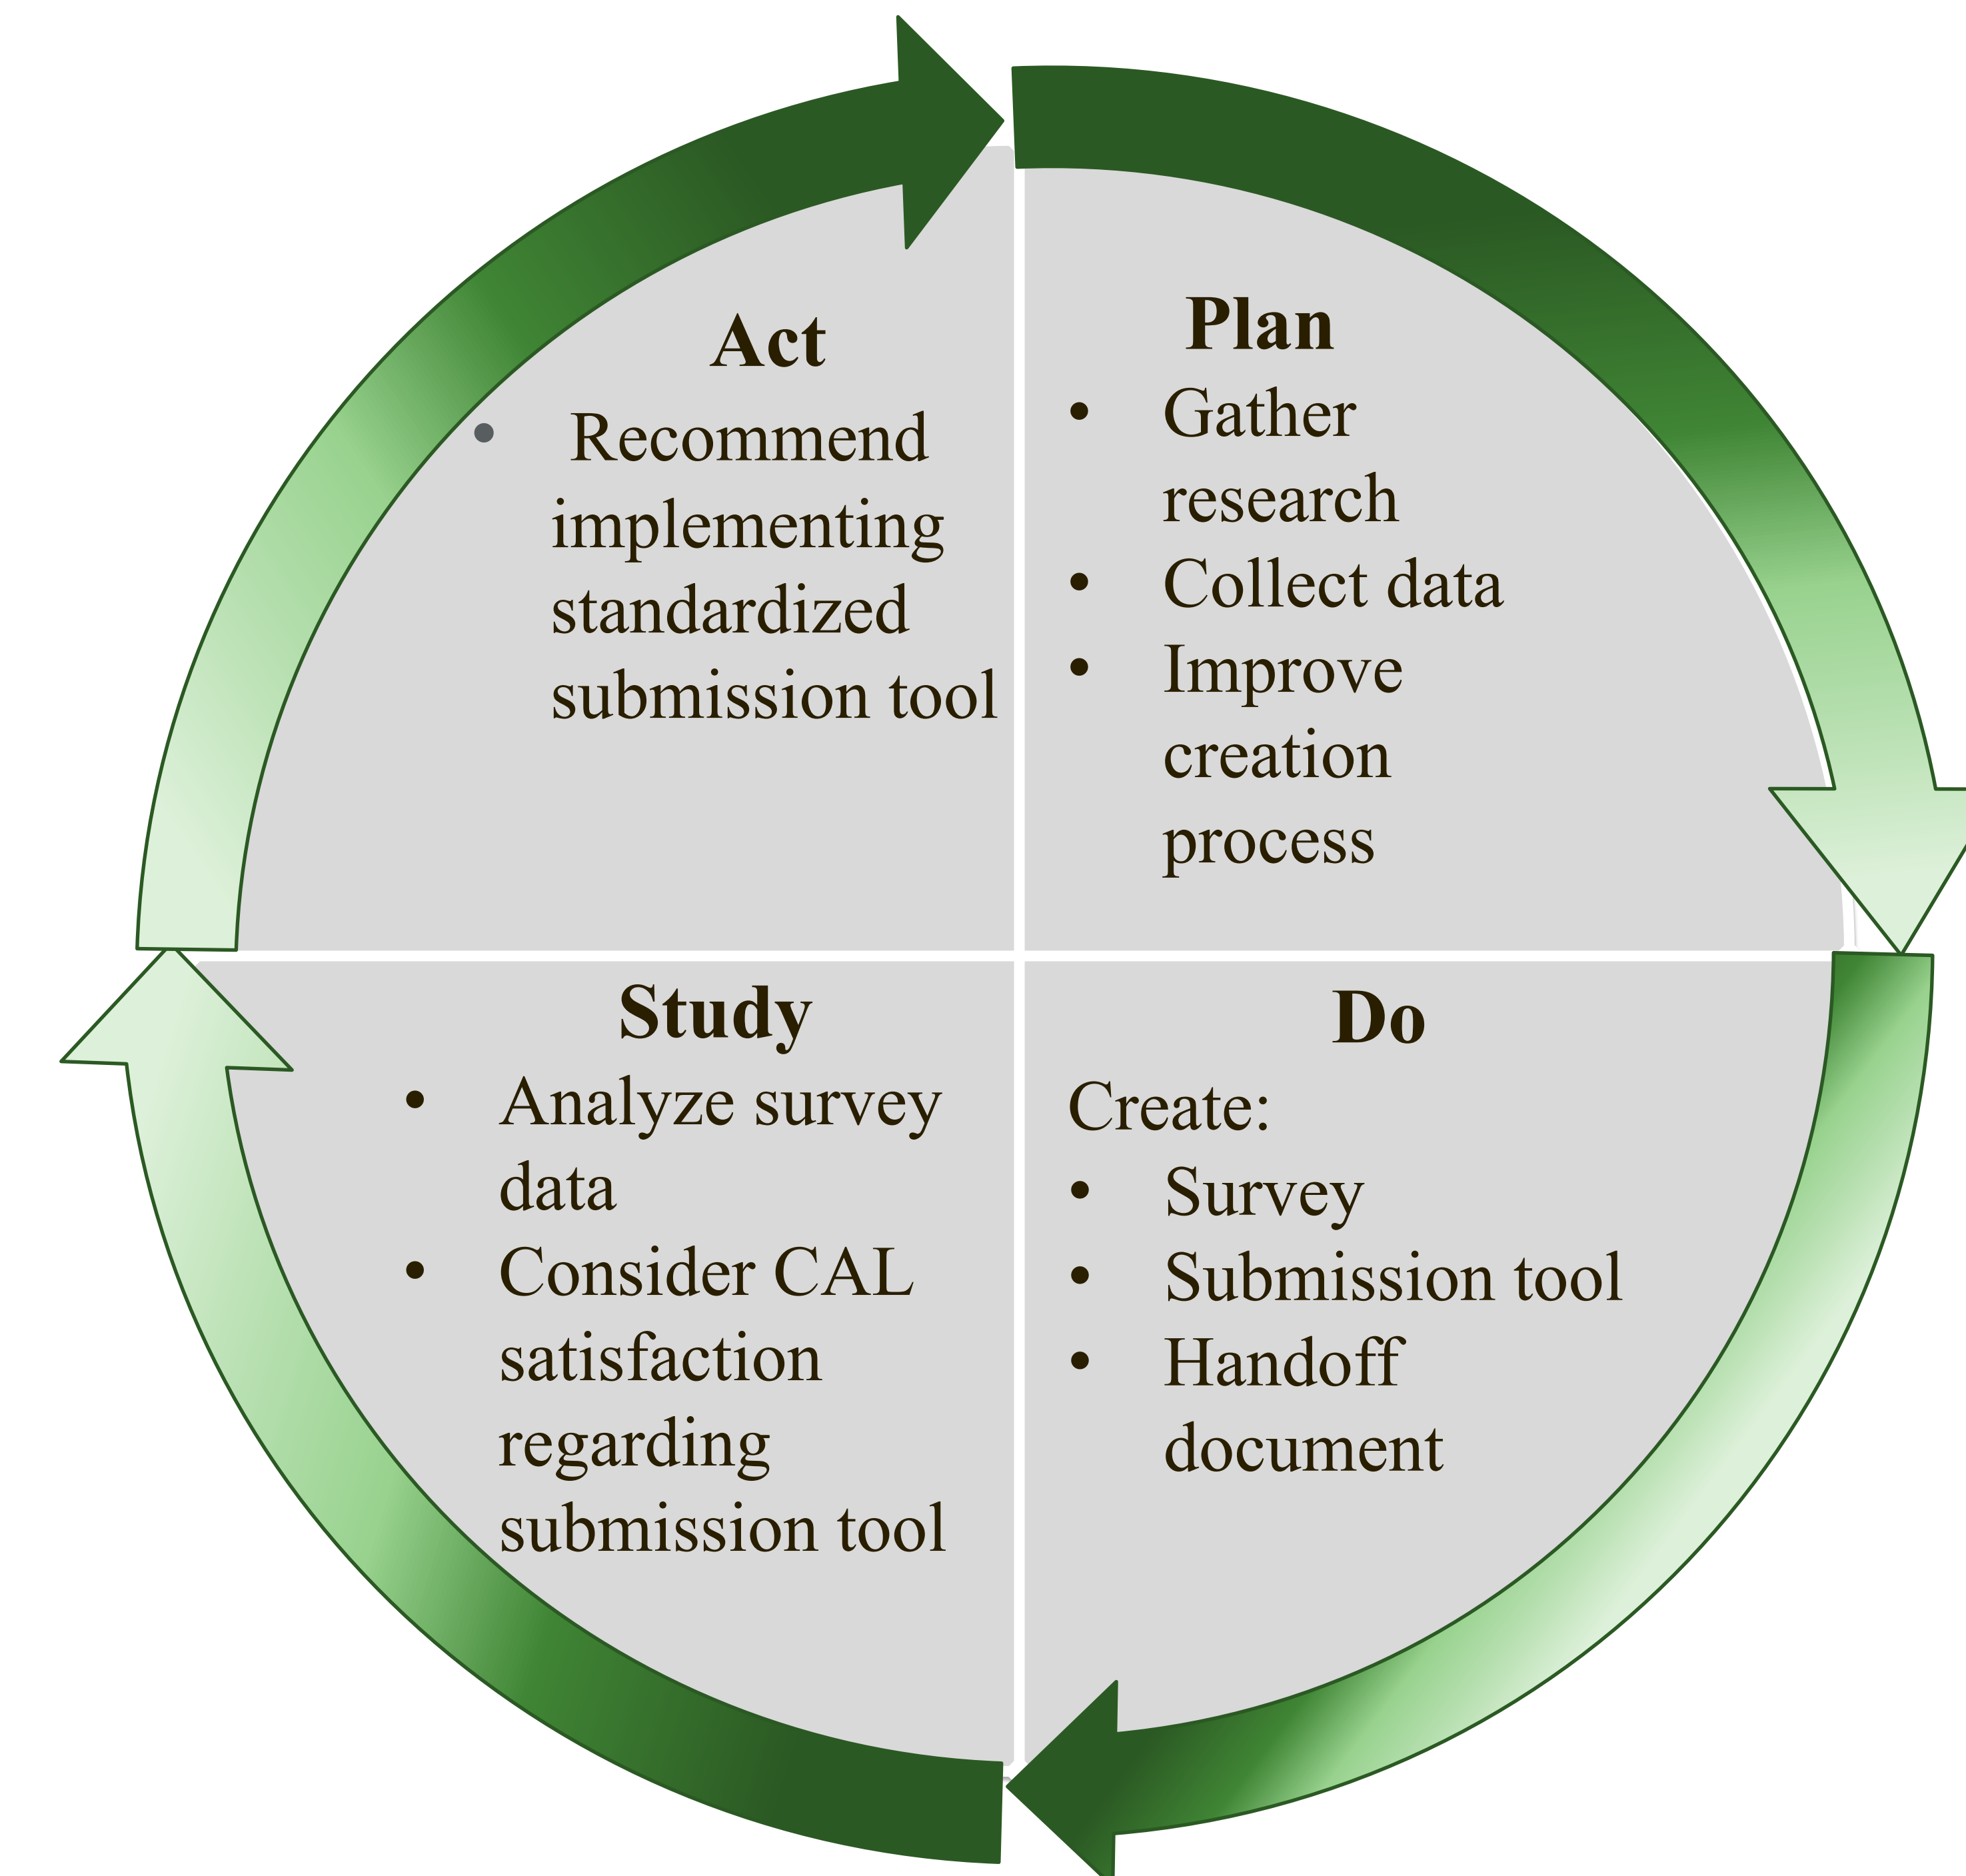 Act
• Recommend
implementing
standardized
submission tool
Plan
• Gather
research
• Collect data
• Improve
creation
process
Study
• Analyze survey
data
• Consider CAL
satisfaction
regarding
submission tool
Do
Create:
• Survey
• Submission tool
• Handoff
document